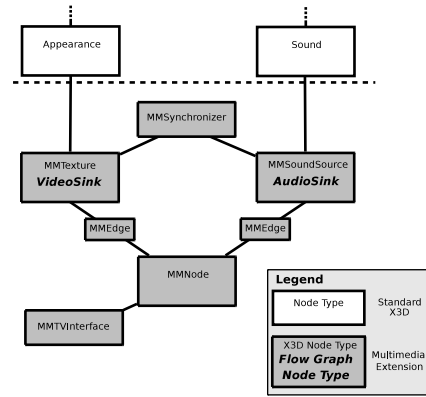 Appearance
Sound
MMSynchronizer
MMTexture
VideoSink
MMSoundSource
AudioSink
MMEdge
MMEdge
MMNode
MMTVInterface
Legend
Node Type
Standard
X3D
X3D Node Type
Flow Graph
Node Type
Multimedia
Extension